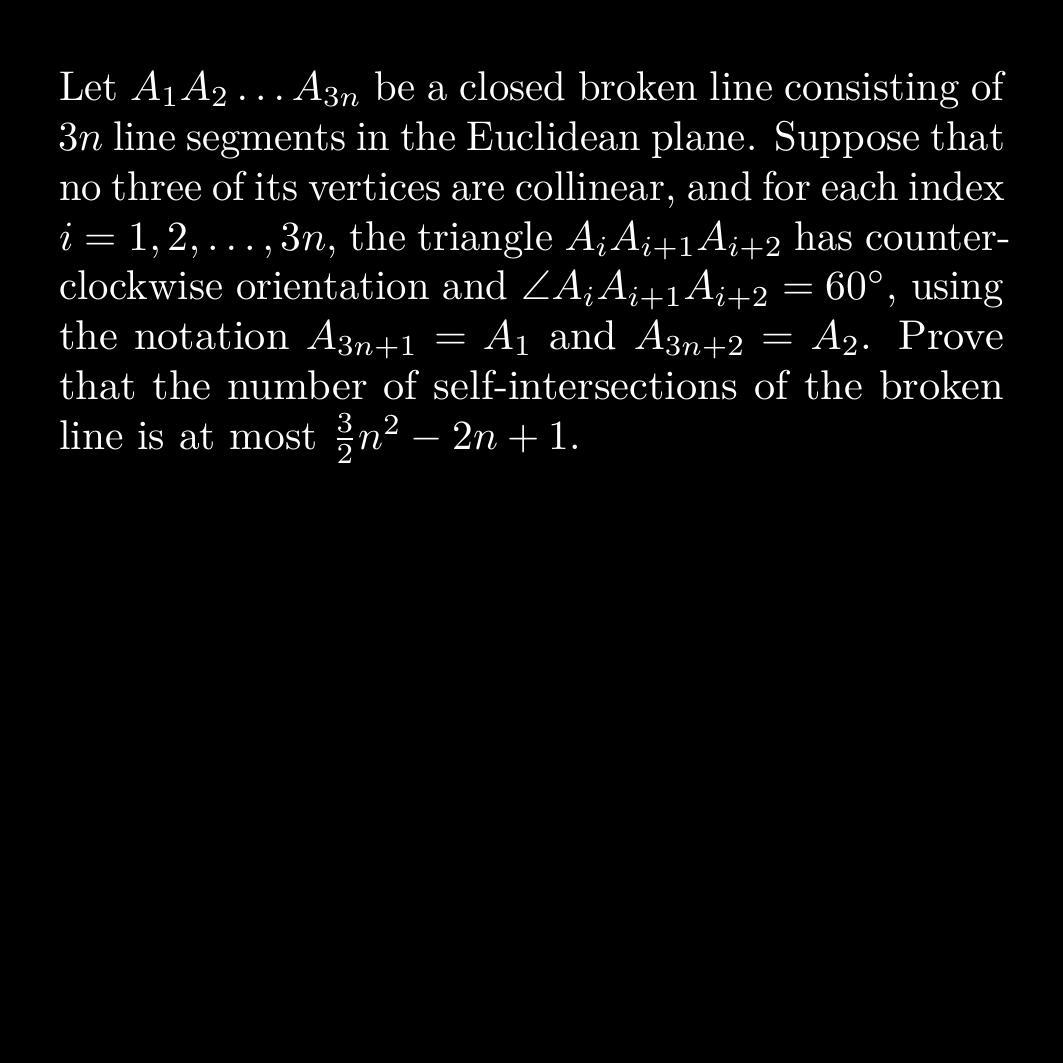 Let $A_1A_2 \ldots A_{3n}$ be a closed broken line consisting of
$3n$ line segments in the Euclidean plane. Suppose that
no three of its vertices are collinear, and for each index
$i = 1, 2, \ldots, 3n$, the triangle $A_iA_{i+1}A_{i+2}$ has counter-
clockwise orientation and $\angle A_iA_{i+1}A_{i+2} = 60^\circ$, using
the notation $A_{3n+1} = A_1$ and $A_{3n+2} = A_2$. Prove
that the number of self-intersections of the broken
line is at most $\frac{3}{2}n^2 - 2n + 1$.